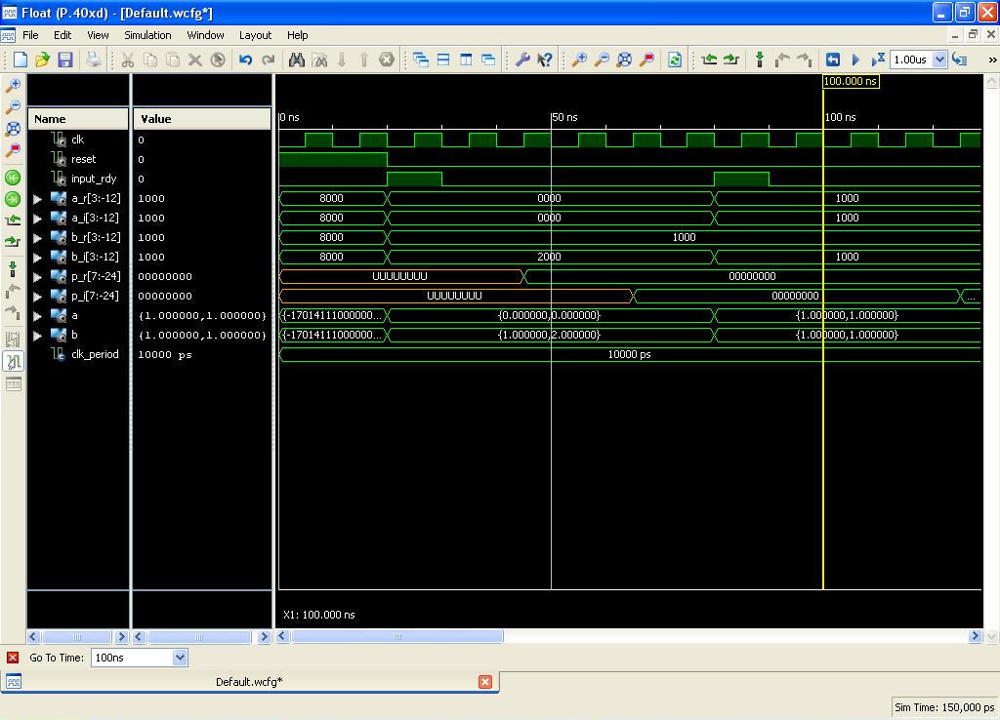 Float (P.40xd) - [Default.wcfg*]
File Edit View Simulation Window Layout Help
1.00us
»
100.000 ns
Name Value 0 ns 50 ns 100 ns
clk 0
reset 0
input_rdy 0
a_r[3:-12] 1000 8000 0000 1000
a_i[3:-12] 1000 8000 0000 1000
b_r[3:-12] 1000 8000 1000
b_i[3:-12] 1000 8000 2000 1000
p_r[7:-24] 00000000 UUUUUUUU 00000000
p_i[7:-24] 00000000 UUUUUUUU 00000000 ...
a {1.000000,1.000000} {-17014111000000... {0.000000,0.000000} {1.000000,1.000000}
b {1.000000,1.000000} {-17014111000000... {1.000000,2.000000} {1.000000,1.000000}
clk_period 10000 ps 10000 ps
X1: 100.000 ns
Go To Time: 100ns
Default.wcfg*
Sim Time: 150,000 ps